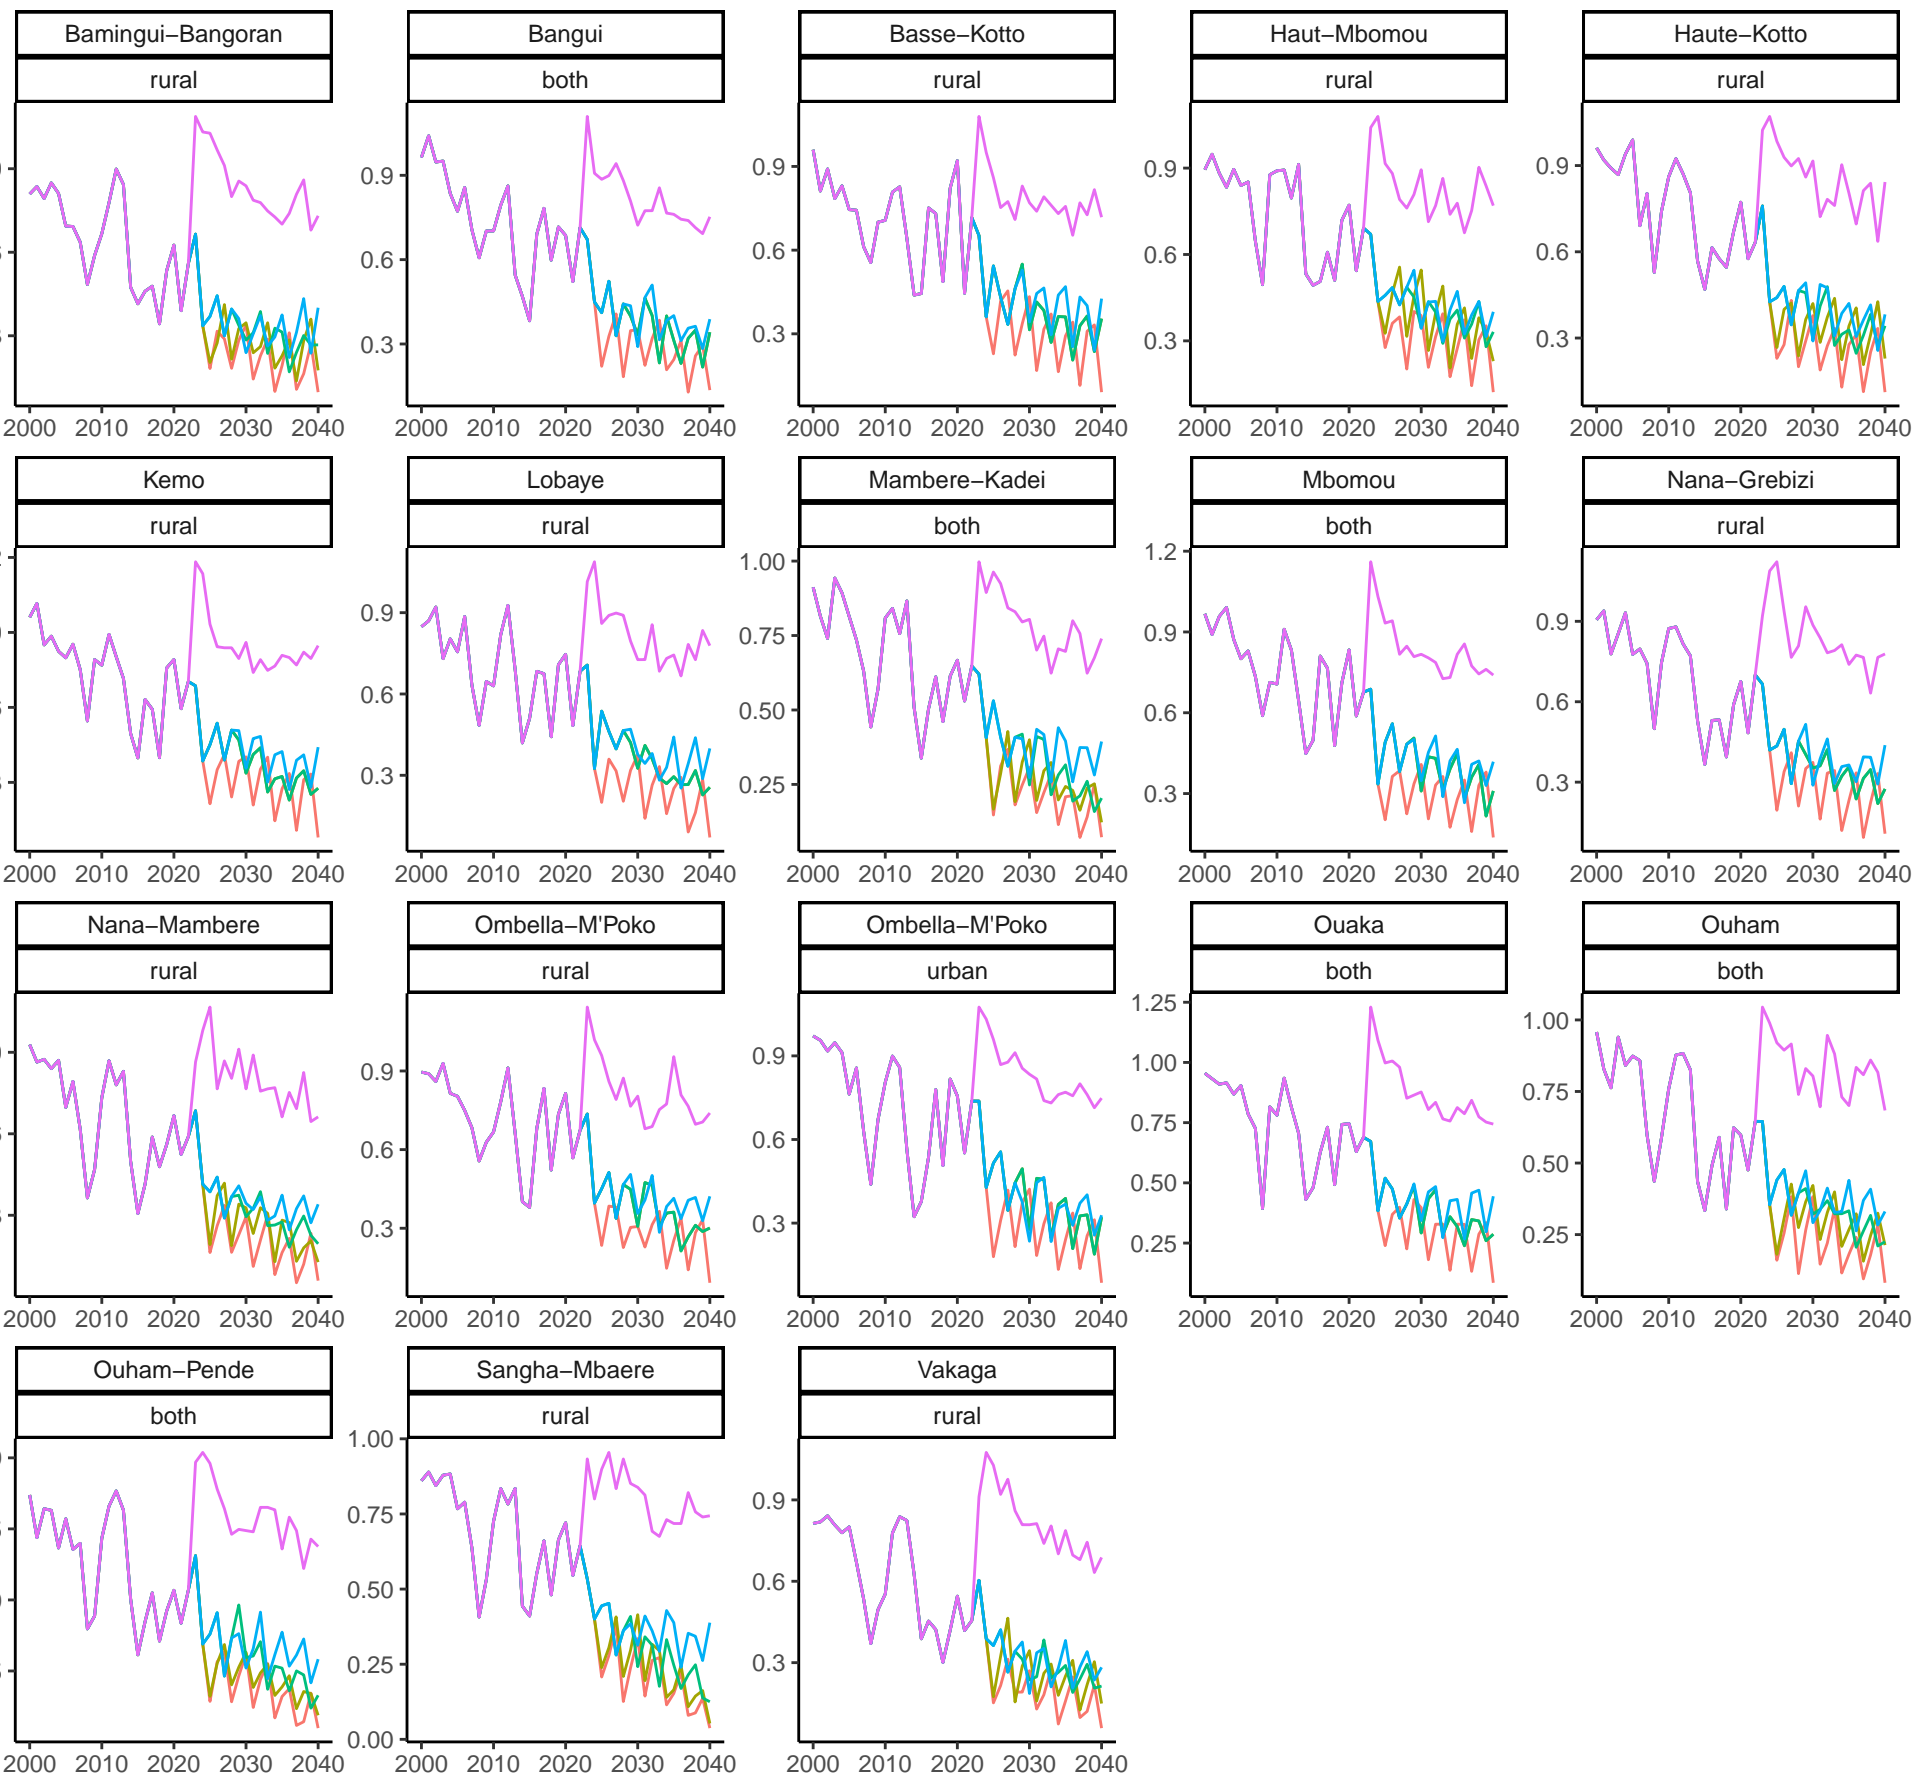 Bamingui−Bangoran Bangui Basse−Kotto Haut−Mbomou Haute−Kotto
rural both rural rural rural
0.9 0.9 0.9 0.9
0.6 0.6 0.6 0.6
0.3 0.3 0.3 0.3
2000 2010 2020 2030 2040 2000 2010 2020 2030 2040 2000 2010 2020 2030 2040 2000 2010 2020 2030 2040 2000 2010 2020 2030 2040
Kemo Lobaye Mambere−Kadei Mbomou Nana−Grebizi
rural rural both both rural
0.9 1.00 1.2 0.9
0.6 0.75 0.9 0.6
0.3 0.50 0.6 0.3
0.25 0.3
2000 2010 2020 2030 2040 2000 2010 2020 2030 2040 2000 2010 2020 2030 2040 2000 2010 2020 2030 2040 2000 2010 2020 2030 2040
Nana−Mambere Ombella−M'Poko Ombella−M'Poko Ouaka Ouham
rural rural urban both both
0.9 0.9 1.25 1.00
0.6 0.6 1.00 0.75
0.3 0.3 0.75 0.50
0.50 0.25
0.25
2000 2010 2020 2030 2040 2000 2010 2020 2030 2040 2000 2010 2020 2030 2040 2000 2010 2020 2030 2040 2000 2010 2020 2030 2040
Ouham−Pende Sangha−Mbaere Vakaga
both rural rural
1.00 0.9
0.75 0.6
0.50 0.3
0.25
0.00
2000 2010 2020 2030 2040 2000 2010 2020 2030 2040 2000 2010 2020 2030 2040